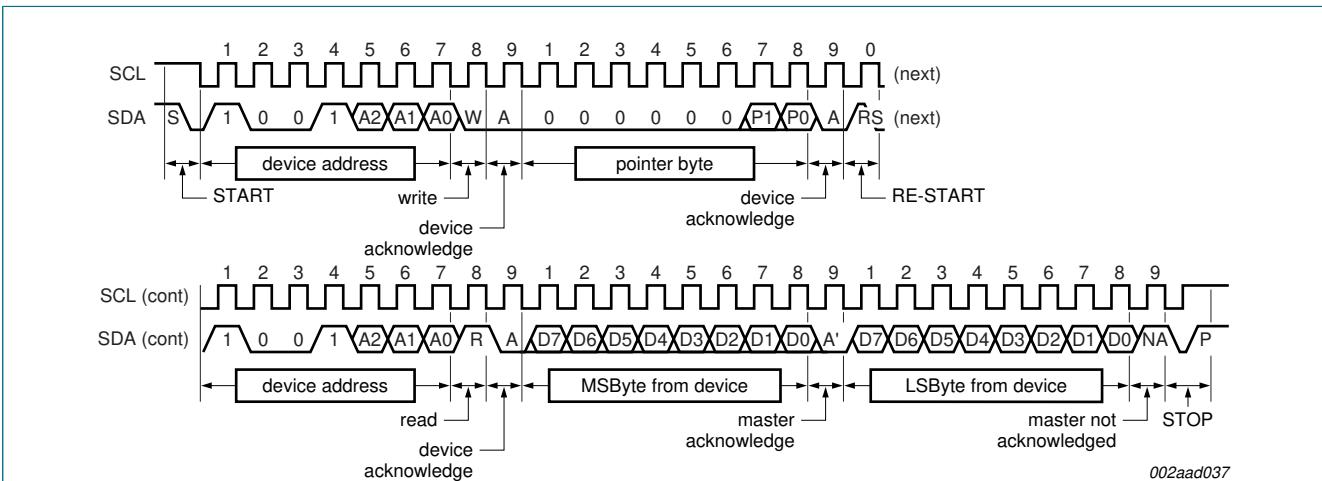 1 2 3 4 5 6 7 8 9 1 2 3 4 5 6 7 8 9 0
SCL (next)
SDA S 1 0 0 1 A2 A1 A0 W A 0 0 0 0 0 0 P1 P0 A RS (next)
device address pointer byte
START write device RE-START
acknowledge
device
acknowledge
1 2 3 4 5 6 7 8 9 1 2 3 4 5 6 7 8 9 1 2 3 4 5 6 7 8 9
SCL (cont)
SDA (cont) 1 0 0 1 A2 A1 A0 R A D7 D6 D5 D4 D3 D2 D1 D0 A' D7 D6 D5 D4 D3 D2 D1 D0 NA P
device address MSByte from device LSByte from device
read master master not STOP
acknowledge acknowledged
device
acknowledge
002aad037